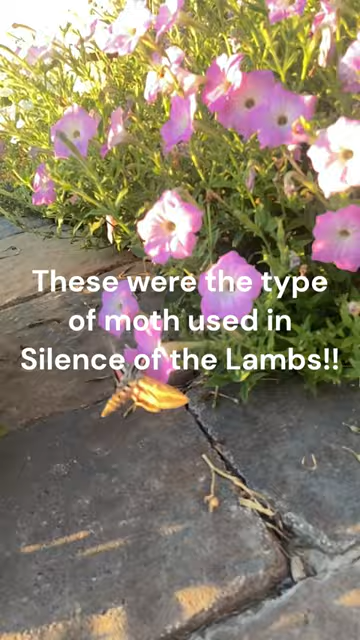 These were the type
of moth used in
Silence of the Lambs!!